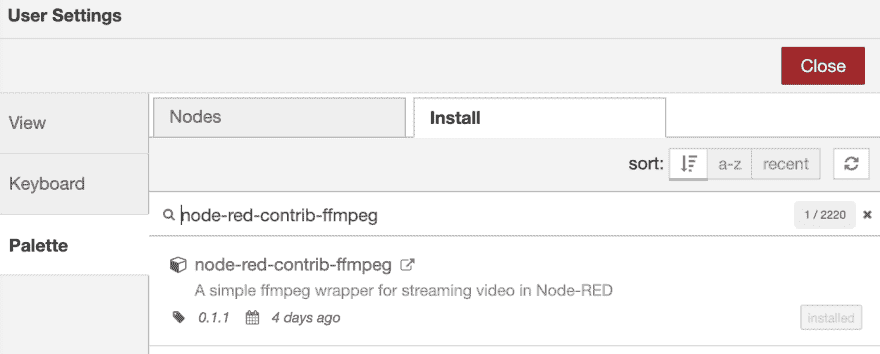 User Settings
Close
View
Nodes
Install
sort: a-z recent
Keyboard
node-red-contrib-ffmpeg 1 / 2220 ×
Palette
node-red-contrib-ffmpeg
A simple ffmpeg wrapper for streaming video in Node-RED
0.1.1 4 days ago installed